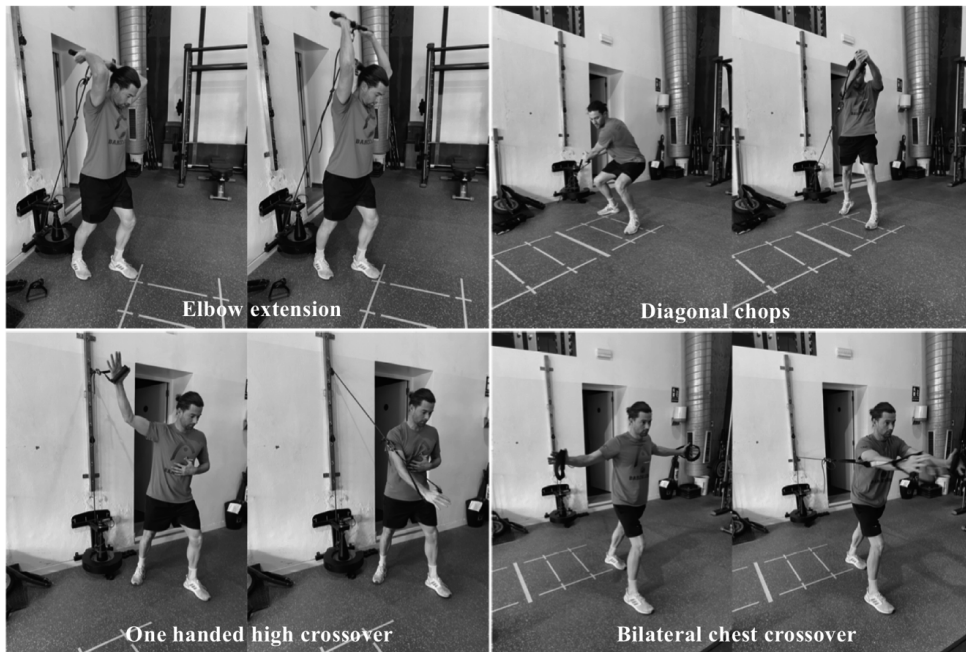 Elbow extension
Diagonal chops
One handed high crossover
Bilateral chest crossover